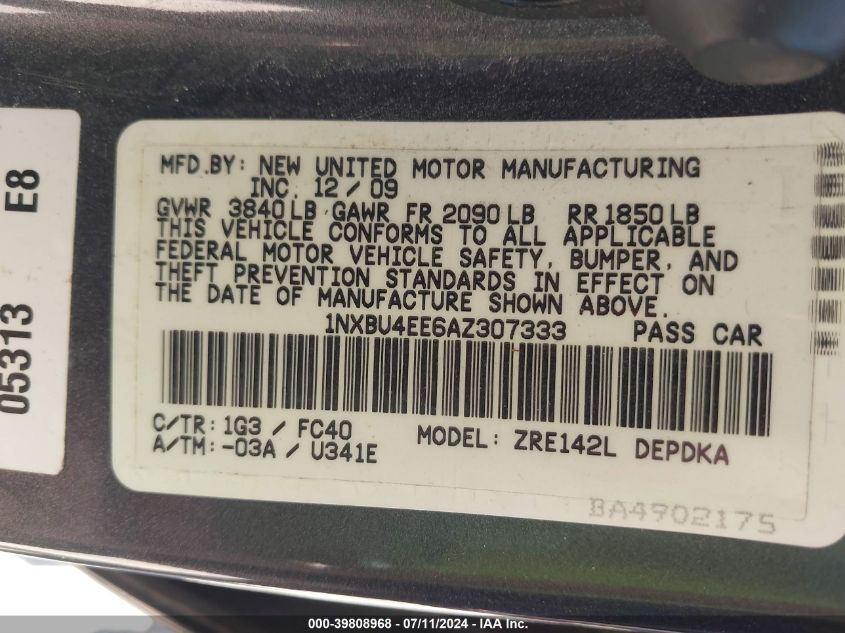 05313 E8
MFD.BY: NEW UNITED MOTOR MANUFACTURING
INC. 12 / 09
GVWR 3840 LB GAWR FR 2090 LB RR 1850 LB
THIS VEHICLE CONFORMS TO ALL APPLICABLE
FEDERAL MOTOR VEHICLE SAFETY, BUMPER, AND
THEFT PREVENTION STANDARDS IN EFFECT ON
THE DATE OF MANUFACTURE SHOWN ABOVE.
1NXBU4EE6AZ307333 PASS CAR
C/TR: 1G3 / FC40
A/TM: -03A / U341E
MODEL: ZRE142L DEPDKA
BA4902175
000-39808968 - 07/11/2024 - IAA Inc.